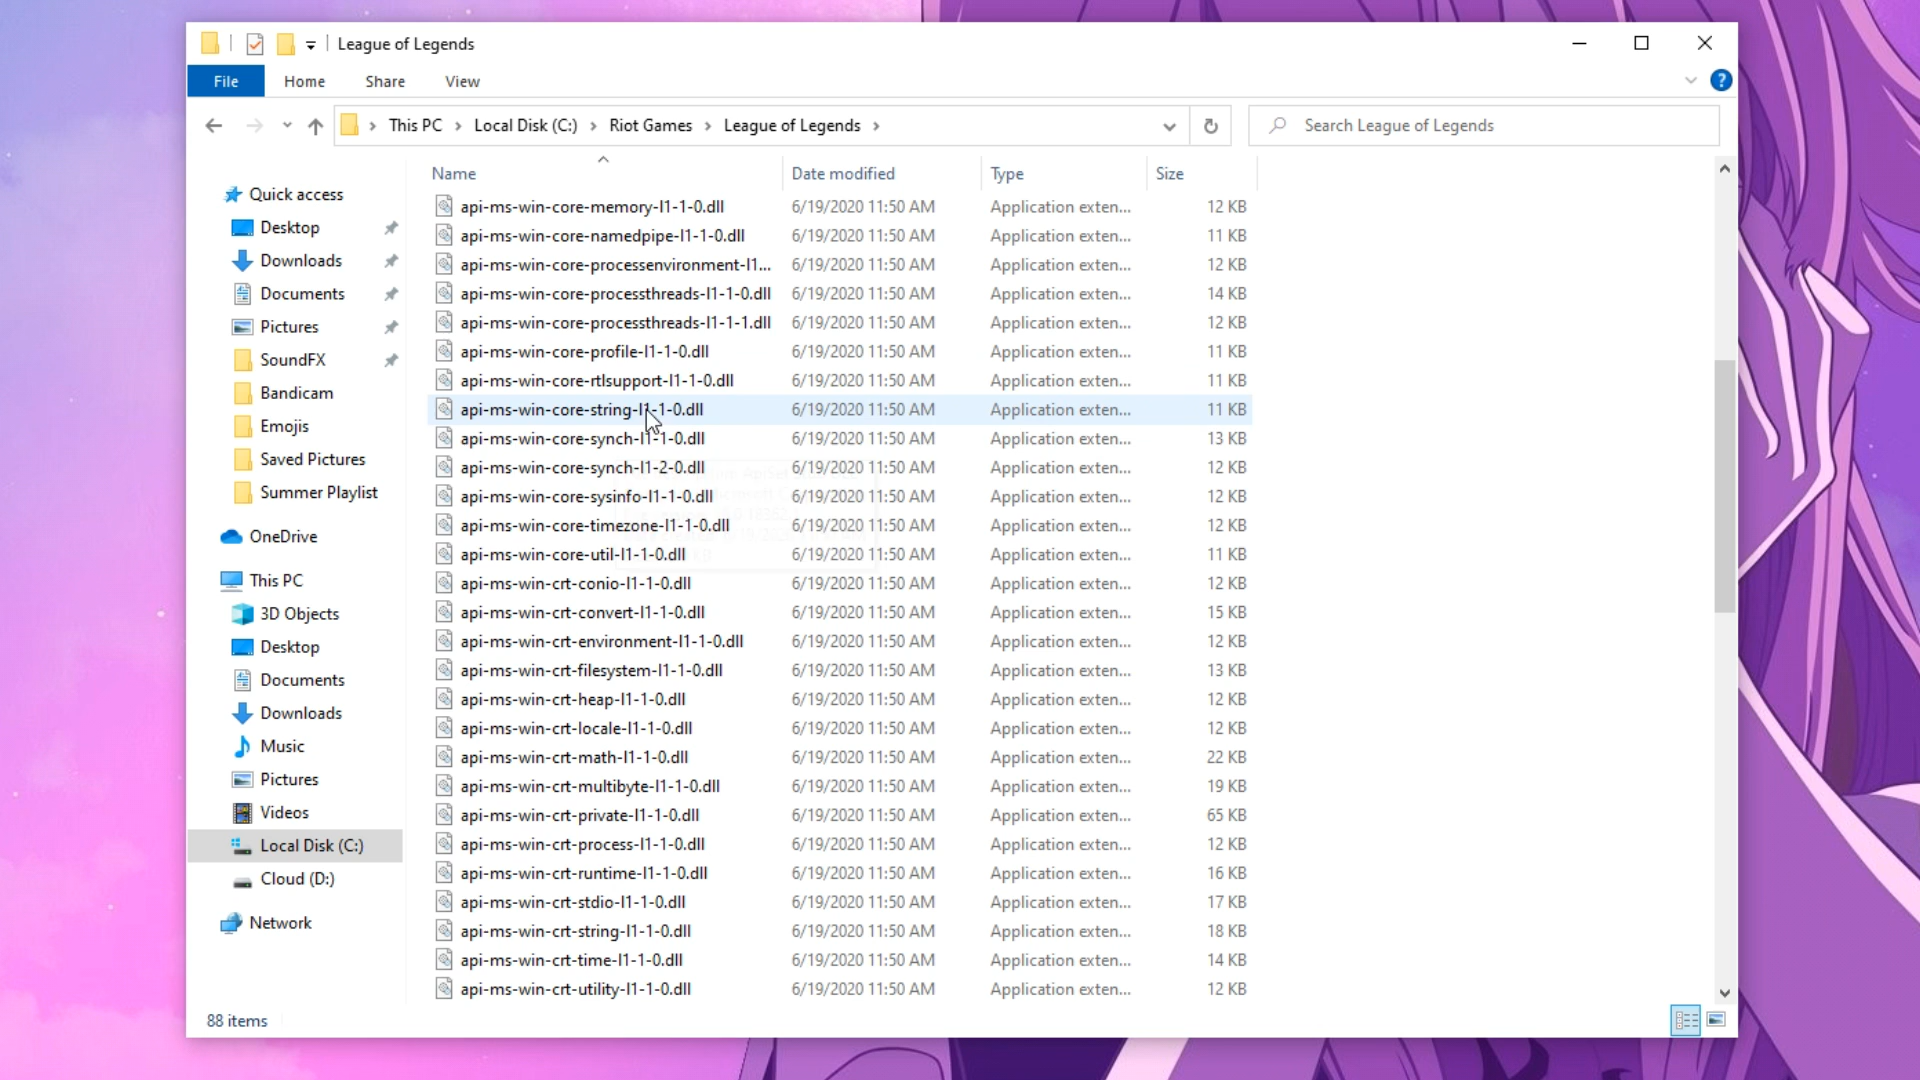 League of Legends
File Home Share View
This PC Local Disk (C:) Riot Games League of Legends
Search League of Legends
Name Date modified Type Size
Quick access
Desktop
Downloads
Documents
Pictures
SoundFX
Bandicam
Emojis
Saved Pictures
Summer Playlist
OneDrive
This PC
3D Objects
Desktop
Documents
Downloads
Music
Pictures
Videos
Local Disk (C:)
Cloud (D:)
Network
api-ms-win-core-memory-l1-1-0.dll 6/19/2020 11:50 AM Application exten... 12 KB
api-ms-win-core-namedpipe-l1-1-0.dll 6/19/2020 11:50 AM Application exten... 11 KB
api-ms-win-core-processenvironment-l1... 6/19/2020 11:50 AM Application exten... 12 KB
api-ms-win-core-processthreads-l1-1-0.dll 6/19/2020 11:50 AM Application exten... 14 KB
api-ms-win-core-processthreads-l1-1-1.dll 6/19/2020 11:50 AM Application exten... 12 KB
api-ms-win-core-profile-l1-1-0.dll 6/19/2020 11:50 AM Application exten... 11 KB
api-ms-win-core-rtlsupport-l1-1-0.dll 6/19/2020 11:50 AM Application exten... 11 KB
api-ms-win-core-string-l1-1-0.dll 6/19/2020 11:50 AM Application exten... 11 KB
api-ms-win-core-synch-l1-1-0.dll 6/19/2020 11:50 AM Application exten... 13 KB
api-ms-win-core-synch-l1-2-0.dll 6/19/2020 11:50 AM Application exten... 12 KB
api-ms-win-core-sysinfo-l1-1-0.dll 6/19/2020 11:50 AM Application exten... 12 KB
api-ms-win-core-timezone-l1-1-0.dll 6/19/2020 11:50 AM Application exten... 12 KB
api-ms-win-core-util-l1-1-0.dll 6/19/2020 11:50 AM Application exten... 11 KB
api-ms-win-crt-conio-l1-1-0.dll 6/19/2020 11:50 AM Application exten... 12 KB
api-ms-win-crt-convert-l1-1-0.dll 6/19/2020 11:50 AM Application exten... 15 KB
api-ms-win-crt-environment-l1-1-0.dll 6/19/2020 11:50 AM Application exten... 12 KB
api-ms-win-crt-filesystem-l1-1-0.dll 6/19/2020 11:50 AM Application exten... 13 KB
api-ms-win-crt-heap-l1-1-0.dll 6/19/2020 11:50 AM Application exten... 12 KB
api-ms-win-crt-locale-l1-1-0.dll 6/19/2020 11:50 AM Application exten... 12 KB
api-ms-win-crt-math-l1-1-0.dll 6/19/2020 11:50 AM Application exten... 22 KB
api-ms-win-crt-multibyte-l1-1-0.dll 6/19/2020 11:50 AM Application exten... 19 KB
api-ms-win-crt-private-l1-1-0.dll 6/19/2020 11:50 AM Application exten... 65 KB
api-ms-win-crt-process-l1-1-0.dll 6/19/2020 11:50 AM Application exten... 12 KB
api-ms-win-crt-runtime-l1-1-0.dll 6/19/2020 11:50 AM Application exten... 16 KB
api-ms-win-crt-stdio-l1-1-0.dll 6/19/2020 11:50 AM Application exten... 17 KB
api-ms-win-crt-string-l1-1-0.dll 6/19/2020 11:50 AM Application exten... 18 KB
api-ms-win-crt-time-l1-1-0.dll 6/19/2020 11:50 AM Application exten... 14 KB
api-ms-win-crt-utility-l1-1-0.dll 6/19/2020 11:50 AM Application exten... 12 KB
88 items